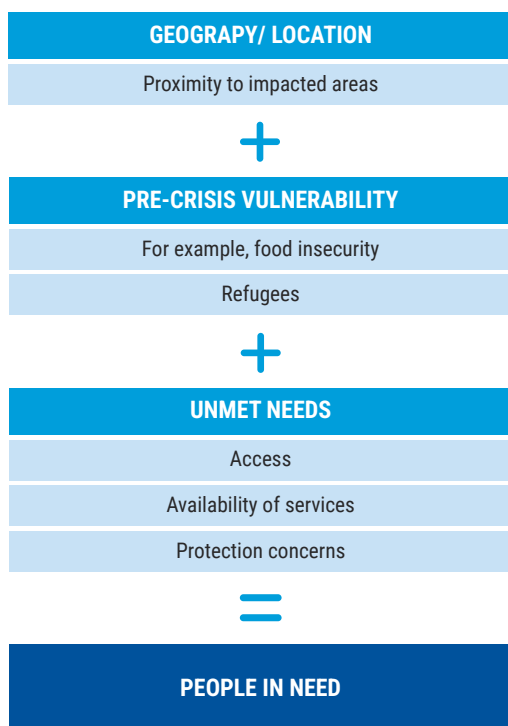 GEOGRAPY/ LOCATION
Proximity to impacted areas
+
PRE-CRISIS VULNERABILITY
For example, food insecurity
Refugees
+
UNMET NEEDS
Access
Availability of services
Protection concerns
=
PEOPLE IN NEED